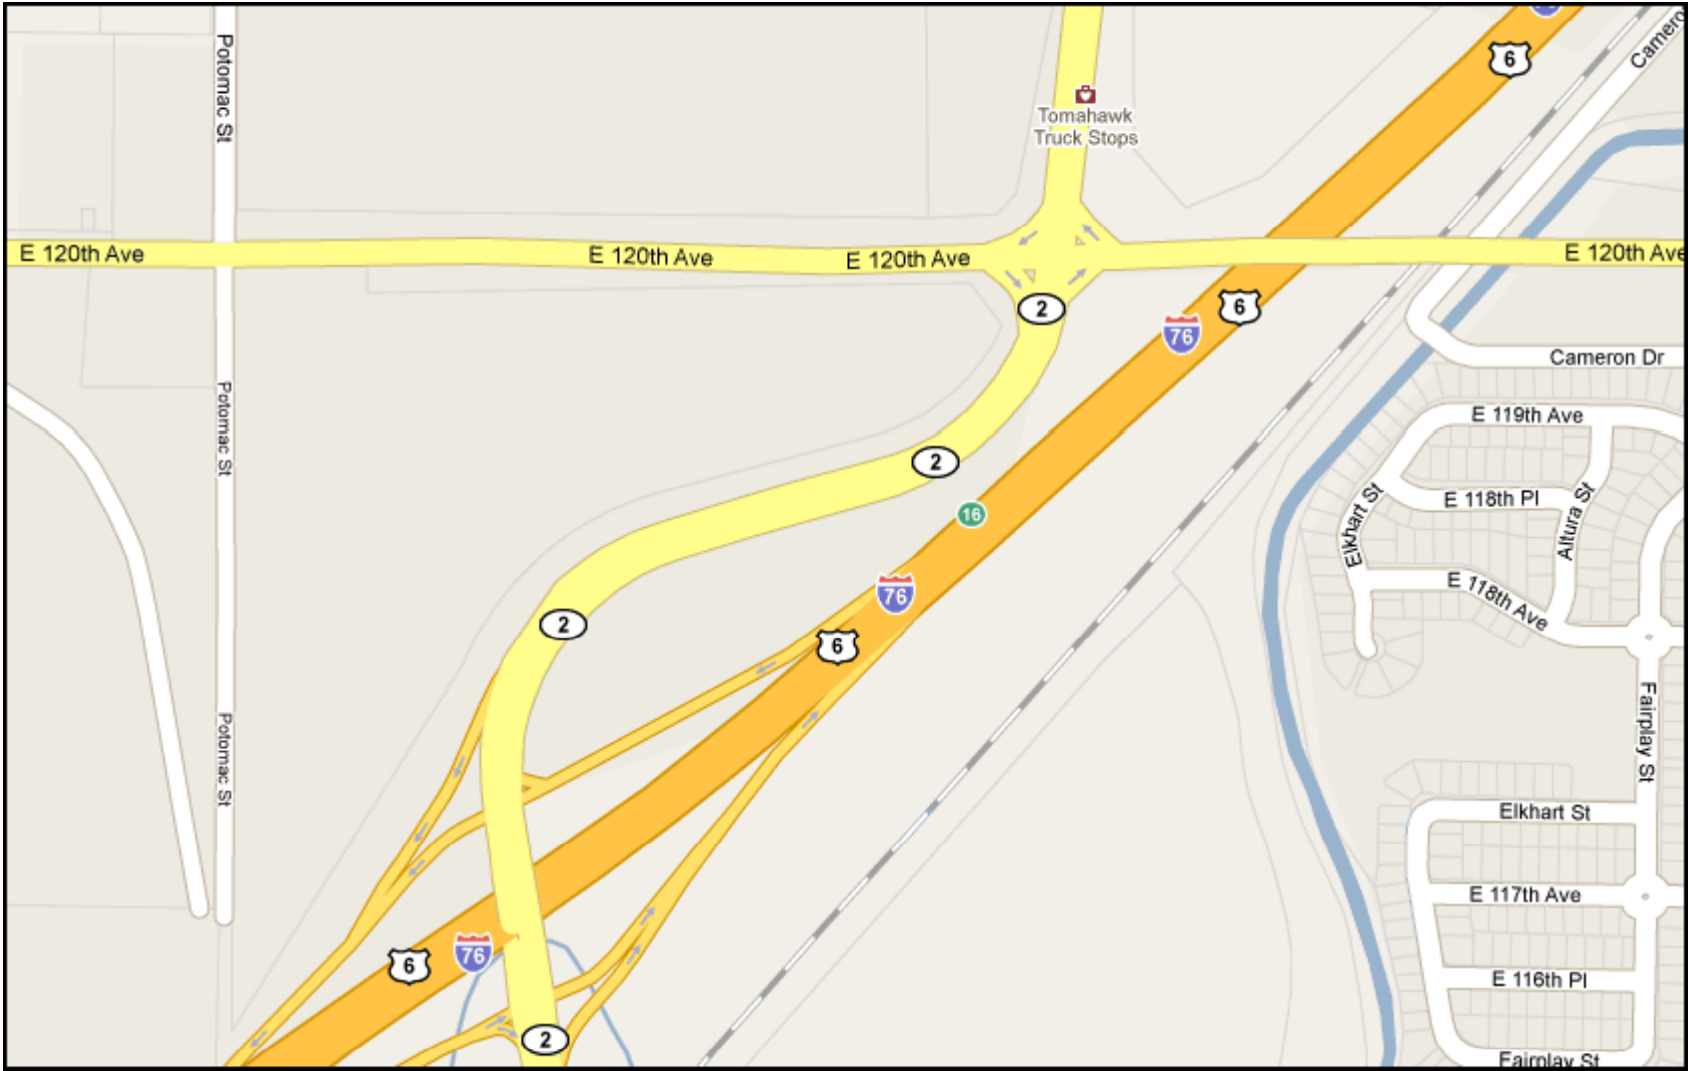 6
Camero
Potomac St
Tomahawk
Truck Stops
E 120th Ave
E 120th Ave
E 120th Ave
E 120th Ave
2
6
76
Cameron Dr
Potomac St
E 119th Ave
2
E 118th Pl
Elkhart St
Altura St
16
76
E 118th Ave
2
6
Fairplay St
Potomac St
Elkhart St
E 117th Ave
6
76
E 116th Pl
2
Fairplay St